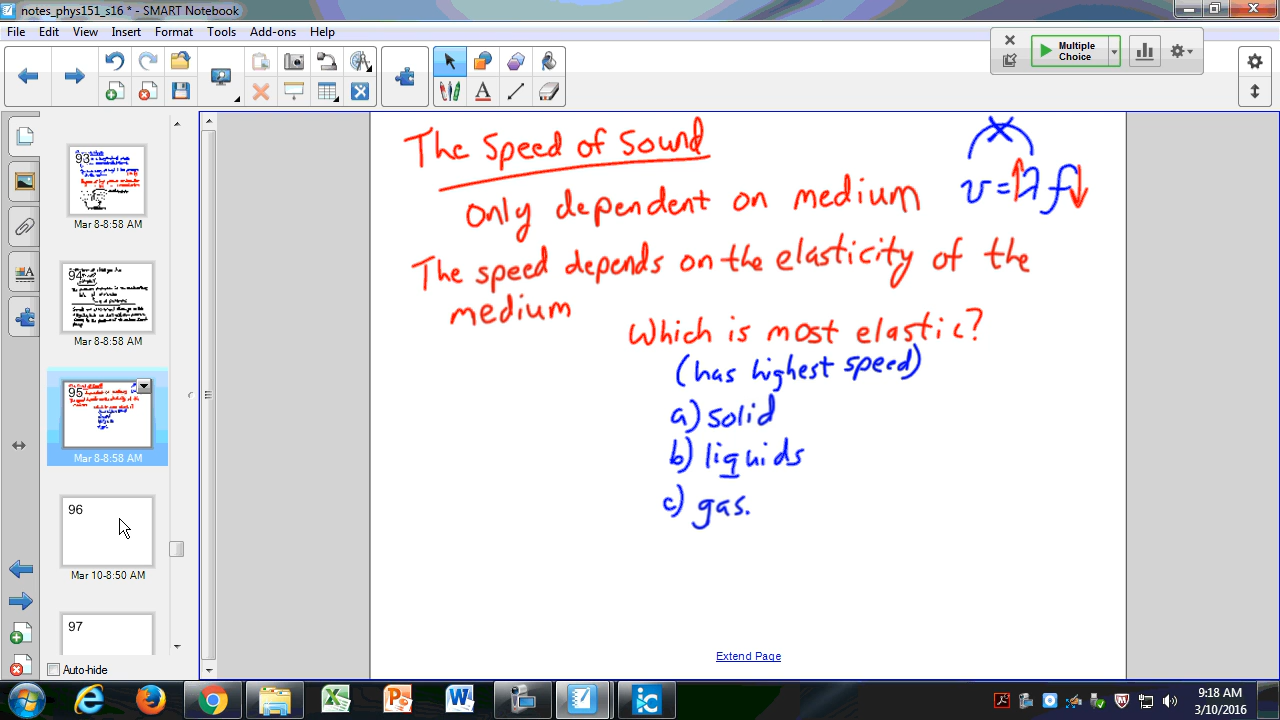 notes_phys151_s16 * - SMART Notebook
File Edit View Insert Format Tools Add-ons Help
Multiple Choice
The Speed of Sound
v = λ f
Only dependent on medium
The speed depends on the elasticity of the
medium
Which is most elastic?
(has highest speed)
a) solid
b) liquids
c) gas.
Extend Page
93
Mar 8-8:58 AM
94
Mar 8-8:58 AM
95
Mar 8-8:58 AM
96
Mar 10-8:50 AM
97
Auto-hide
9:18 AM
3/10/2016